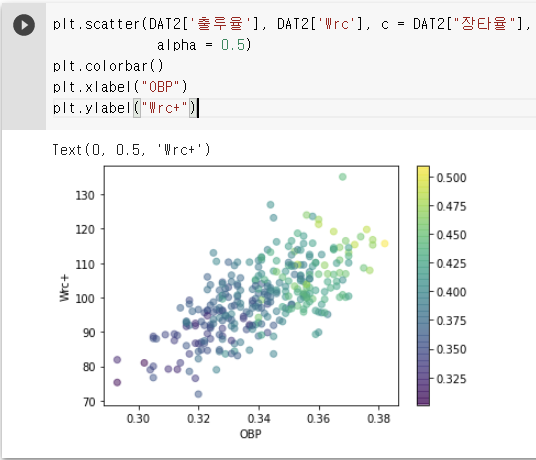 plt.scatter(DAT2['출투율'], DAT2['Wrc'], c = DAT2["장타율"],
alpha = 0.5)
plt.colorbar()
plt.xlabel("OBP")
plt.ylabel("Wrc+")
Text(0, 0.5, 'Wrc+')
130
120
110
100
90
80
70
Wrc+
0.30
0.32
0.34
0.36
0.38
OBP
0.500
0.475
0.450
0.425
0.400
0.375
0.350
0.325